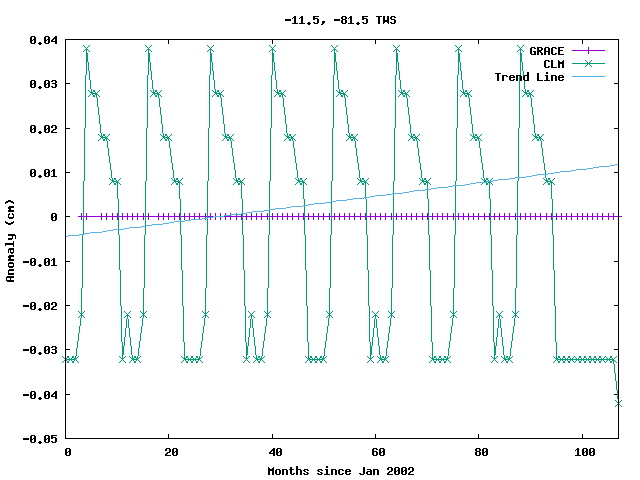 -11.5, -81.5 TWS
0.04
0.03
0.02
0.01
0
-0.01
-0.02
-0.03
-0.04
-0.05
Anomaly (cm)
GRACE
CLM
Trend Line
0 20 40 60 80 100
Months since Jan 2002